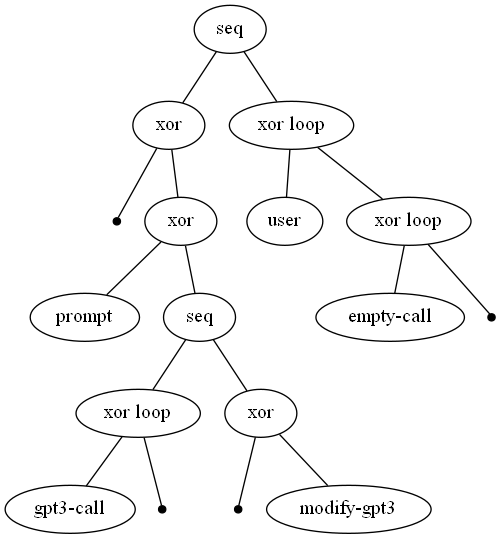 seq
xor
xor loop
xor
user
xor loop
prompt
seq
empty-call
xor loop
xor
gpt3-call
modify-gpt3